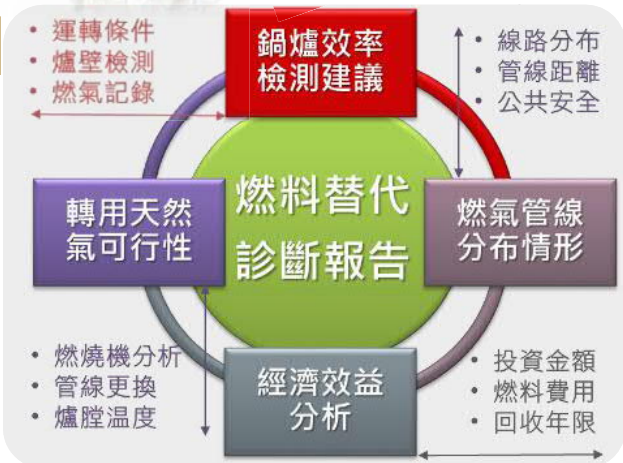 • 運轉條件
• 爐壁檢測
• 燃氣記錄
鍋爐效率
檢測建議
• 線路分布
• 管線距離
• 公共安全
轉用天然
氣可行性
燃料替代
診斷報告
燃氣管線
分布情形
• 燃燒機分析
• 管線更換
• 爐膛温度
經濟效益
分析
• 投資金額
• 燃料費用
• 回收年限